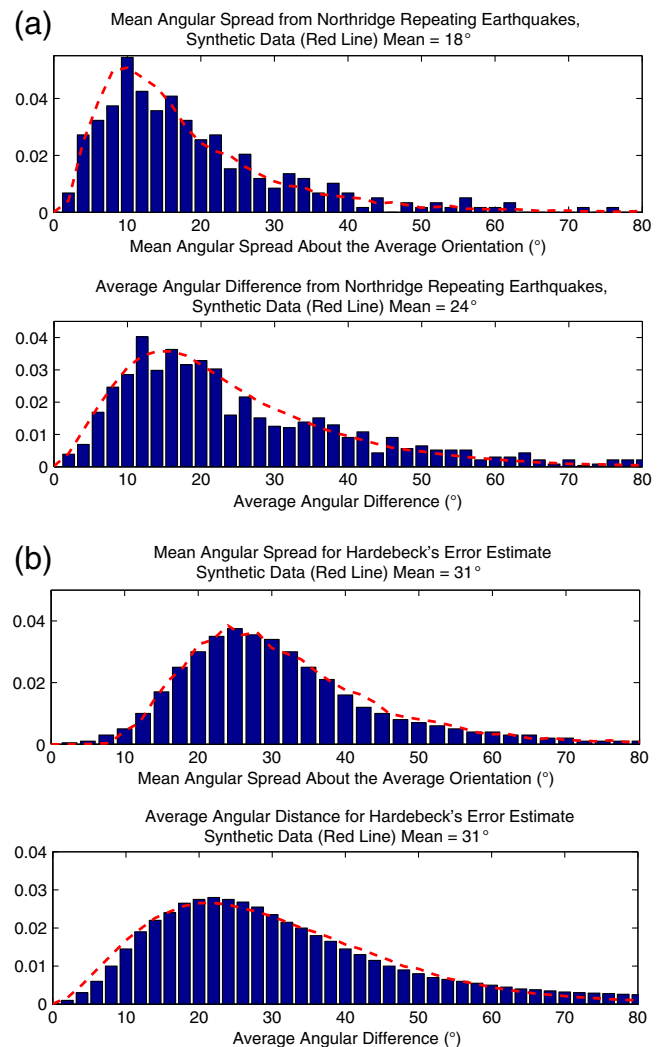 (a)
Mean Angular Spread from Northridge Repeating Earthquakes,
Synthetic Data (Red Line) Mean = 18°
0.04
0.02
0
0 10 20 30 40 50 60 70 80
Mean Angular Spread About the Average Orientation (°)
Average Angular Difference from Northridge Repeating Earthquakes,
Synthetic Data (Red Line) Mean = 24°
0.04
0.03
0.02
0.01
0
0 10 20 30 40 50 60 70 80
Average Angular Difference (°)
(b)
Mean Angular Spread for Hardebeck's Error Estimate
Synthetic Data (Red Line) Mean = 31°
0.04
0.02
0
0 10 20 30 40 50 60 70 80
Mean Angular Spread About the Average Orientation (°)
Average Angular Distance for Hardebeck's Error Estimate
Synthetic Data (Red Line) Mean = 31°
0.04
0.03
0.02
0.01
0
0 10 20 30 40 50 60 70 80
Average Angular Difference (°)